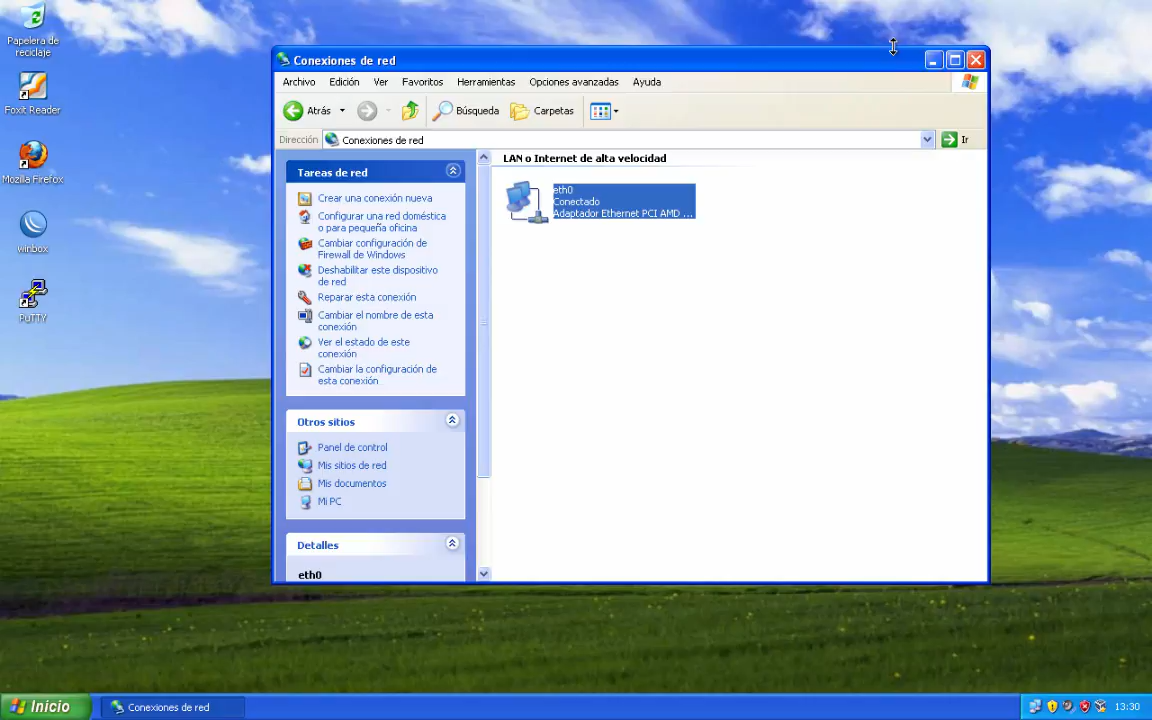 Papelera de
reciclaje
Foxit Reader
Mozilla Firefox
winbox
PuTTY
Conexiones de red
Archivo Edición Ver Favoritos Herramientas Opciones avanzadas Ayuda
Atrás Búsqueda Carpetas
Dirección Conexiones de red Ir
Tareas de red
Crear una conexión nueva
Configurar una red doméstica
o para pequeña oficina
Cambiar configuración de
Firewall de Windows
Deshabilitar este dispositivo
de red
Reparar esta conexión
Cambiar el nombre de esta
conexión
Ver el estado de este
conexión
Cambiar la configuración de
esta conexión
Otros sitios
Panel de control
Mis sitios de red
Mis documentos
Mi PC
Detalles
eth0
LAN o Internet de alta velocidad
eth0
Conectado
Adaptador Ethernet PCI AMD ...
Inicio Conexiones de red 13:30